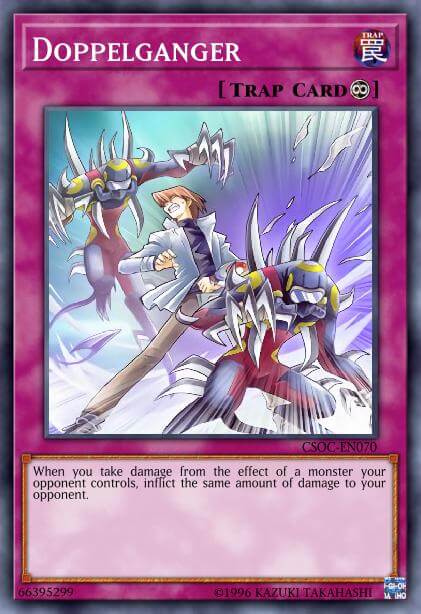 DOPPELGANGER
TRAP
罠
[TRAP CARD]
CSOC-EN070
When you take damage from the effect of a monster your
opponent controls, inflict the same amount of damage to your
opponent.
66395299
©1996 KAZUKI TAKAHASHI